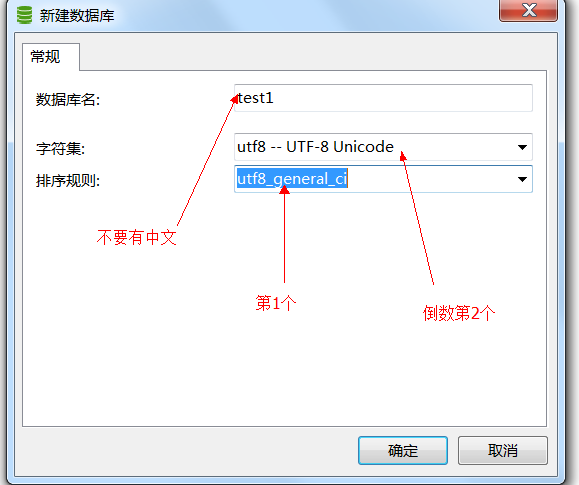 新建数据库
常规
数据库名:
test1
字符集:
utf8 -- UTF-8 Unicode
排序规则:
utf8_general_ci
不要有中文
第1个
倒数第2个
确定
取消